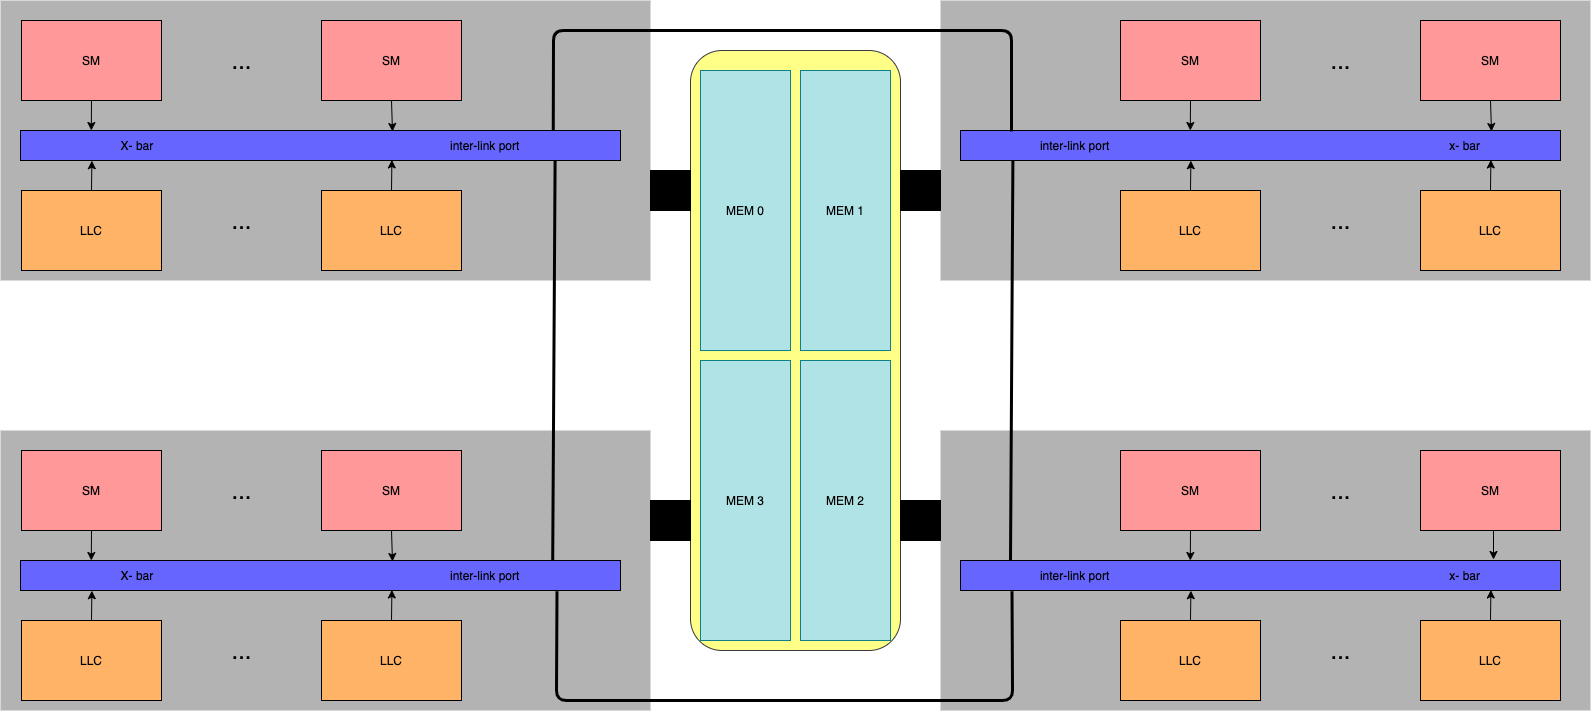 SM
...
SM
SM
...
SM
X- bar
inter-link port
inter-link port
x- bar
MEM 0
MEM 1
LLC
...
LLC
LLC
...
LLC
SM
...
SM
MEM 3
MEM 2
SM
...
SM
X- bar
inter-link port
inter-link port
x- bar
LLC
...
LLC
LLC
...
LLC